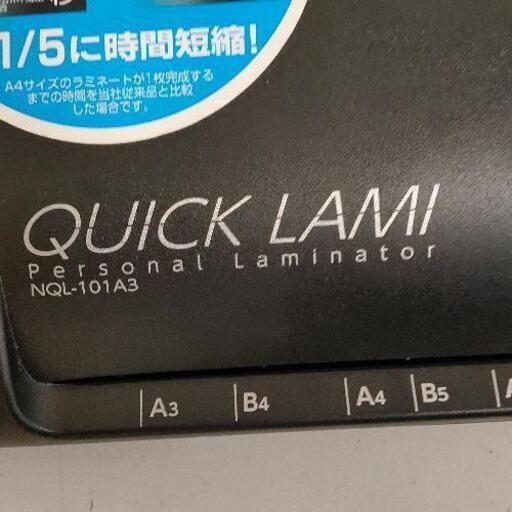 1/5に時間短縮!
A4サイズのラミネートが1枚完成する
までの時間を当社従来品と比較
した場合です。
QUICK LAMI
Personal Laminator
NQL-101A3
A3 B4 A4 B5